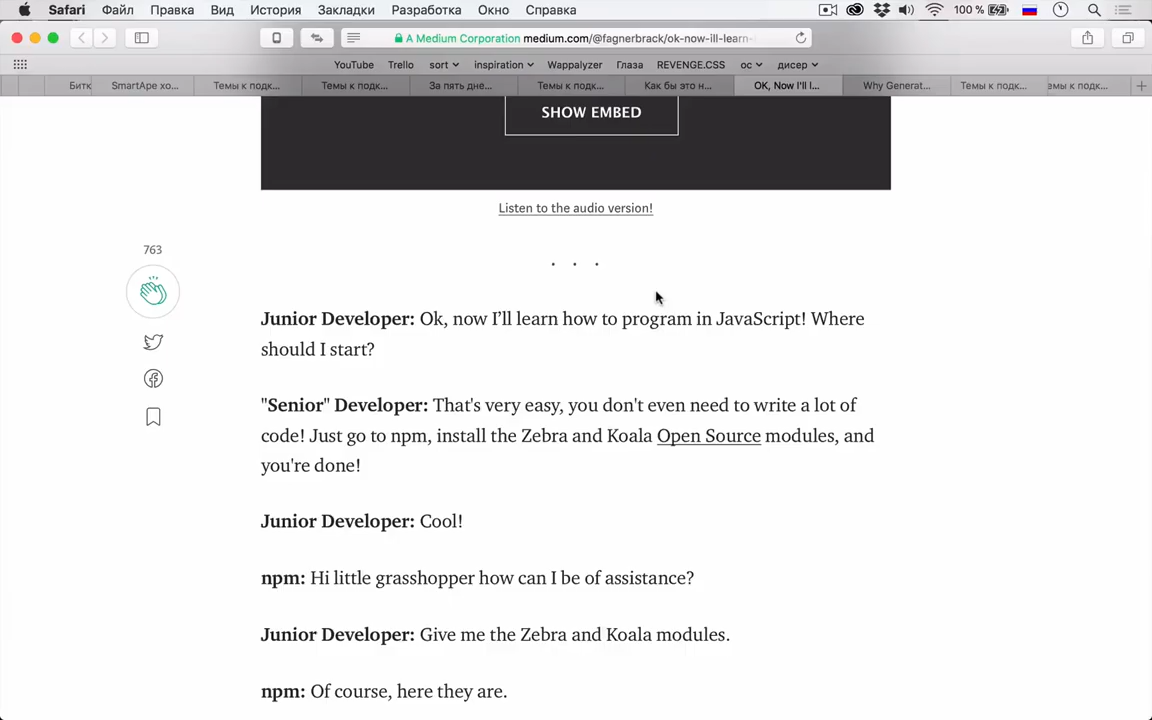 Safari Файл Правка Вид История Закладки Разработка Окно Справка 100 %
A Medium Corporation medium.com/@fagnerbrack/ok-now-ill-learn-
YouTube Trello sort inspiration Wappalyzer Глаза REVENGE.CSS ос дисер
Битк SmartApe хо... Темы к подк... Темы к подк... За пять дне... Темы к подк... Как бы это н... OK, Now I'll l... Why Generat... Темы к подк... емы к подк...
SHOW EMBED
Listen to the audio version!
763
. . .
Junior Developer: Ok, now I’ll learn how to program in JavaScript! Where
should I start?
"Senior" Developer: That's very easy, you don't even need to write a lot of
code! Just go to npm, install the Zebra and Koala Open Source modules, and
you're done!
Junior Developer: Cool!
npm: Hi little grasshopper how can I be of assistance?
Junior Developer: Give me the Zebra and Koala modules.
npm: Of course, here they are.